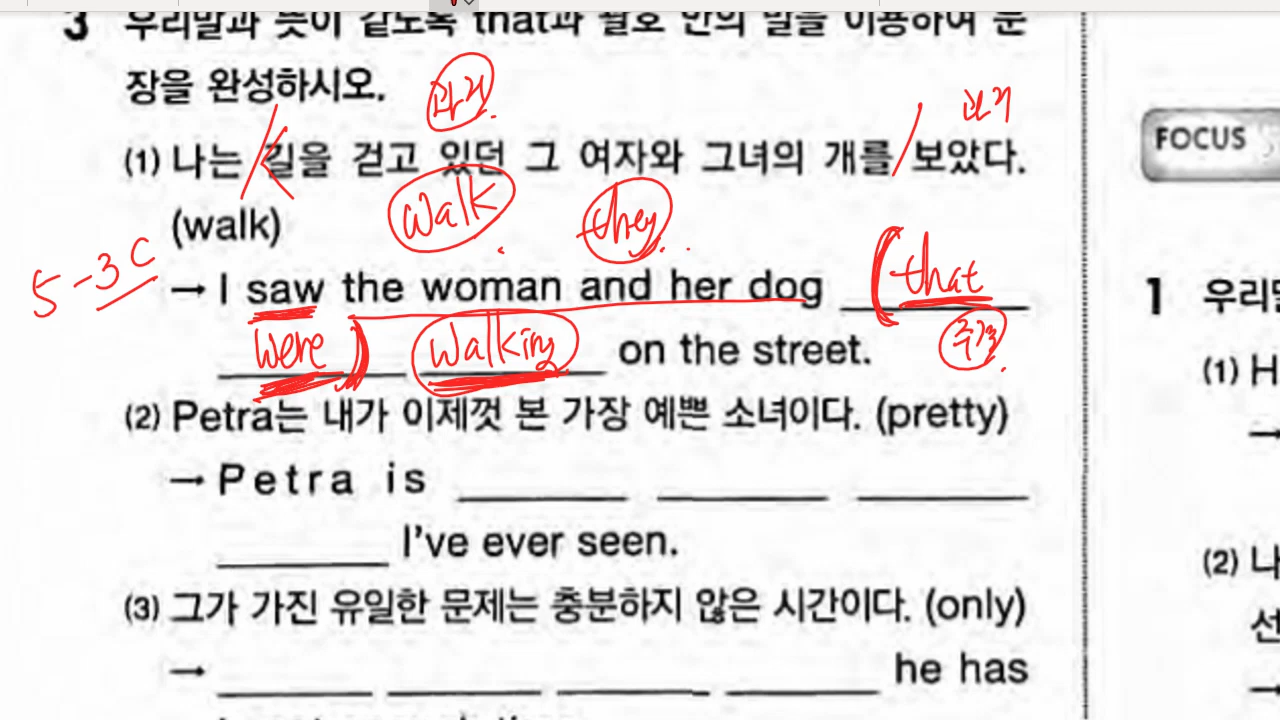 3 우리말과 뜻이 같도록 that과 괄호 안의 말을 이용하여 문
장을 완성하시오.
과거
과거
(1) 나는 길을 걷고 있던 그 여자와 그녀의 개를 보았다.
(walk)
walk
they
5-3C
→ I saw the woman and her dog that
were walking on the street.
주격
(2) Petra는 내가 이제껏 본 가장 예쁜 소녀이다. (pretty)
→ Petra is
I've ever seen.
(3) 그가 가진 유일한 문제는 충분하지 않은 시간이다. (only)
→ he has
FOCUS
1 우리말
(1) H
→
(2) 나
선
→